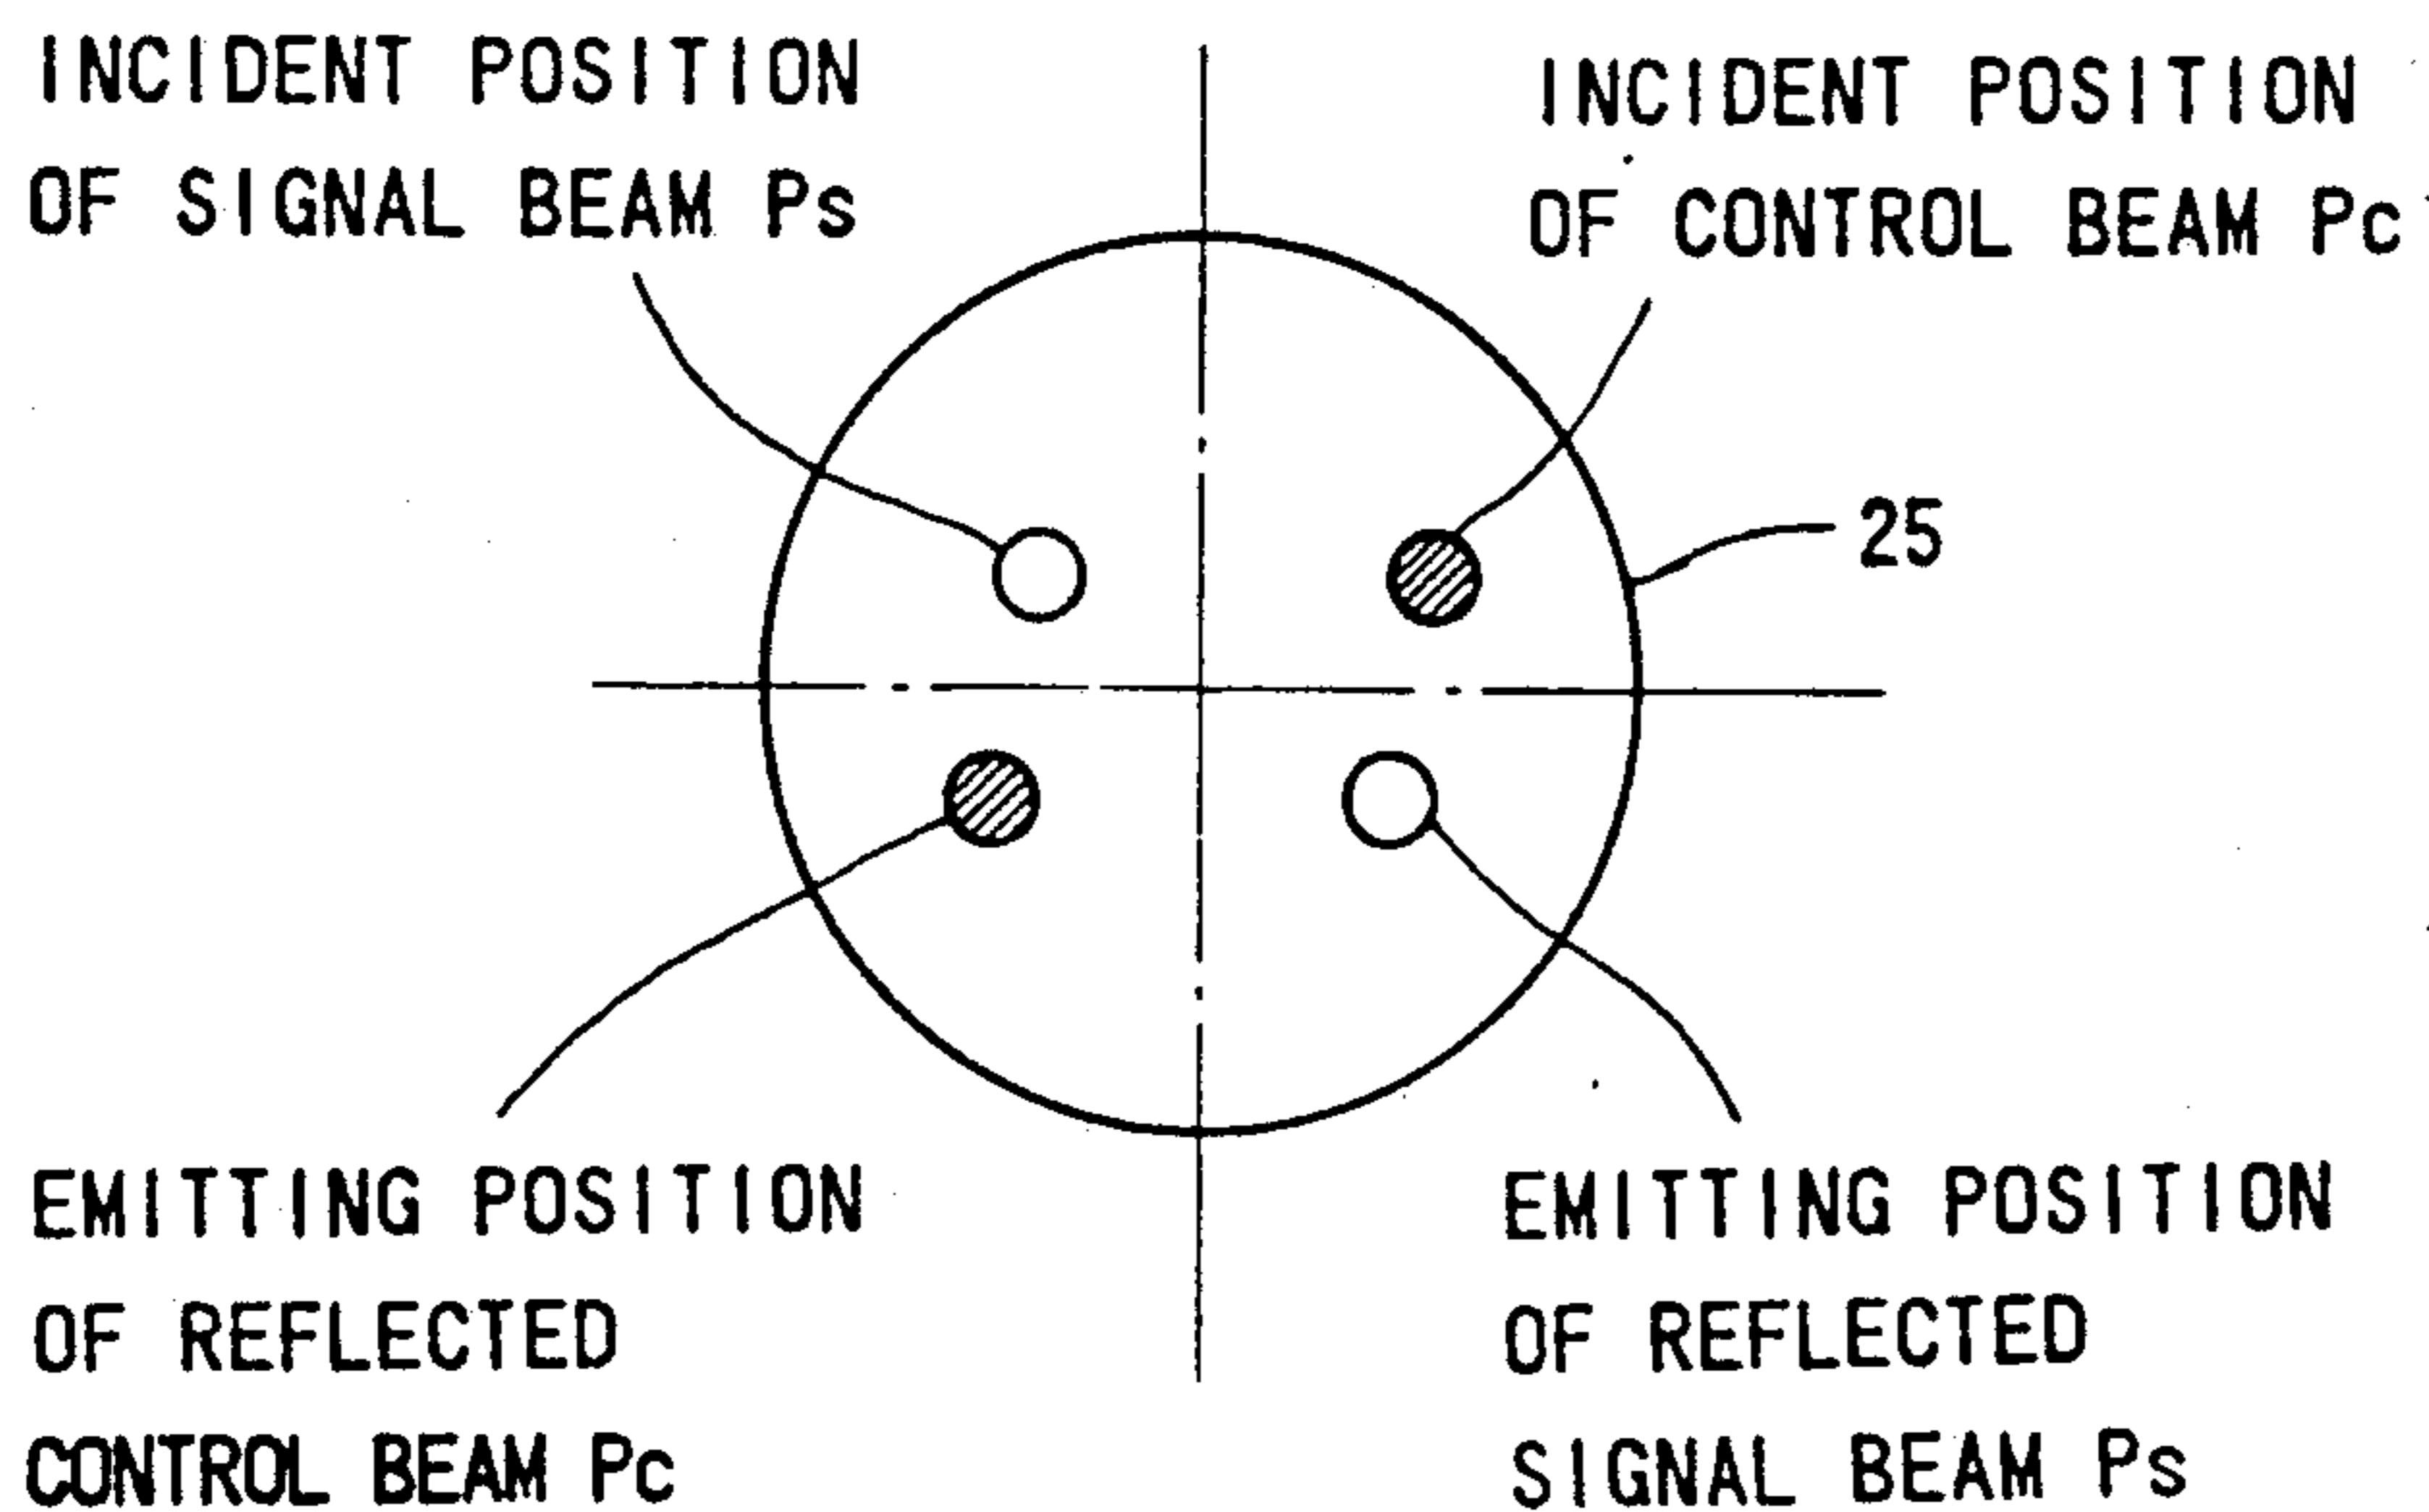 INCIDENT POSITION
OF SIGNAL BEAM Ps
INCIDENT POSITION
OF CONTROL BEAM Pc
25
EMITTING POSITION
OF REFLECTED
CONTROL BEAM Pc
EMITTING POSITION
OF REFLECTED
SIGNAL BEAM Ps